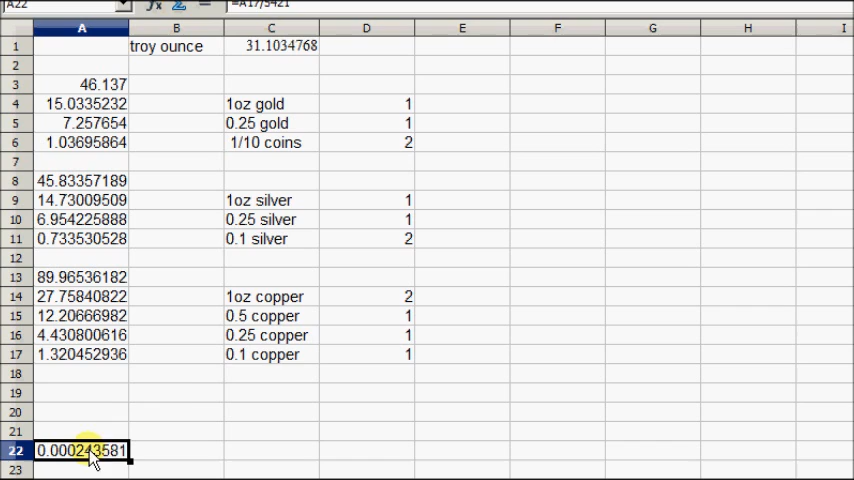 A22 fx Σ = =A17/5421
A B C D E F G H I
1 troy ounce 31.1034768
2
3 46.137
4 15.0335232 1oz gold 1
5 7.257654 0.25 gold 1
6 1.03695864 1/10 coins 2
7
8 45.83357189
9 14.73009509 1oz silver 1
10 6.954225888 0.25 silver 1
11 0.733530528 0.1 silver 2
12
13 89.96536182
14 27.75840822 1oz copper 2
15 12.20666982 0.5 copper 1
16 4.430800616 0.25 copper 1
17 1.320452936 0.1 copper 1
18
19
20
21
22 0.000243581
23